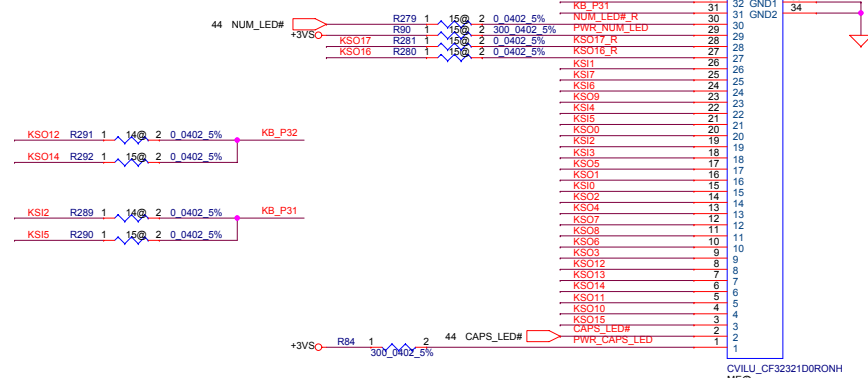 32 GND1
KB_P31 31 31 GND2 34
44 NUM_LED# R279 1 15@ 2 0_0402_5% NUM_LED#_R 30 30
+3VS R90 1 15@ 2 300_0402_5% PWR_NUM_LED 29 29
KSO17 R281 1 15@ 2 0_0402_5% KSO17_R 28 28
KSO16 R280 1 15@ 2 0_0402_5% KSO16_R 27 27
KSI1 26 26
KSI7 25 25
KSI6 24 24
KSO9 23 23
KSI4 22 22
KSI5 21 21
KSO0 20 20
KSI2 19 19
KSI3 18 18
KSO5 17 17
KSO1 16 16
KSI0 15 15
KSO2 14 14
KSO4 13 13
KSO7 12 12
KSO8 11 11
KSO6 10 10
KSO3 9 9
KSO12 8 8
KSO13 7 7
KSO14 6 6
KSO11 5 5
KSO10 4 4
KSO15 3 3
44 CAPS_LED# CAPS_LED# 2 2
+3VS R84 1 2 PWR_CAPS_LED 1 1
300_0402_5%
KSO12 R291 1 14@ 2 0_0402_5% KB_P32
KSO14 R292 1 15@ 2 0_0402_5%
KSI2 R289 1 14@ 2 0_0402_5% KB_P31
KSI5 R290 1 15@ 2 0_0402_5%
CVILU_CF32321D0RONH